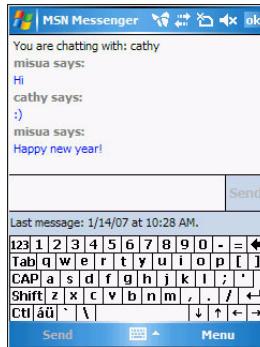 MSN Messenger ok
You are chatting with: cathy
misua says:
Hi
cathy says:
:)
misua says:
Happy new year!
Send
Last message: 1/14/07 at 10:28 AM.
123 1 2 3 4 5 6 7 8 9 0 - =
Tab q w e r t y u i o p [ ]
CAP a s d f g h j k l ; '
Shift z x c v b n m , . /
Ctl áü ` \
Send Menu